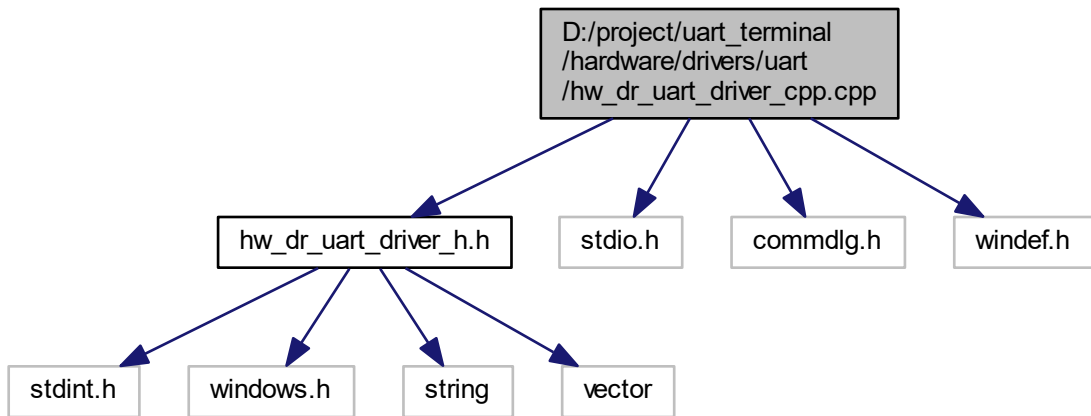 D:/project/uart_terminal
/hardware/drivers/uart
/hw_dr_uart_driver_cpp.cpp
hw_dr_uart_driver_h.h
stdio.h
commdlg.h
windef.h
stdint.h
windows.h
string
vector